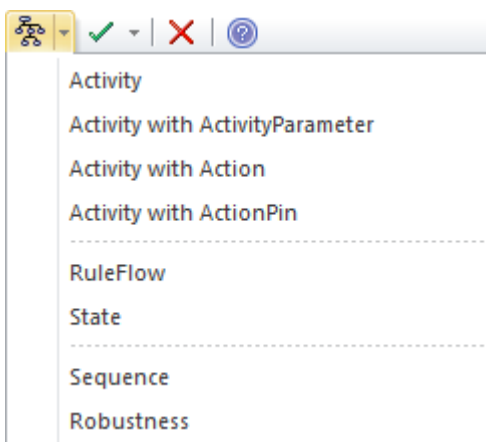 Activity
Activity with ActivityParameter
Activity with Action
Activity with ActionPin
RuleFlow
State
Sequence
Robustness